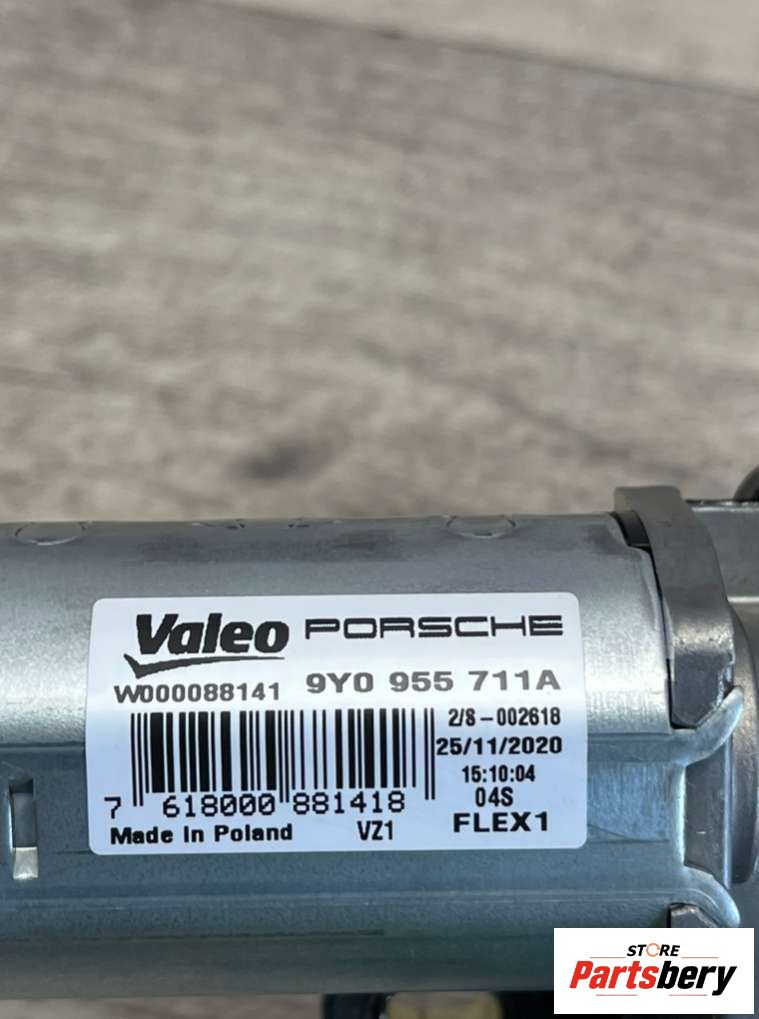 Valeo PORSCHE
W000088141 9Y0 955 711A
2/8-002618
25/11/2020
15:10:04
7 618000 881418 04S
Made In Poland VZ1 FLEX1
STORE
Partsbery